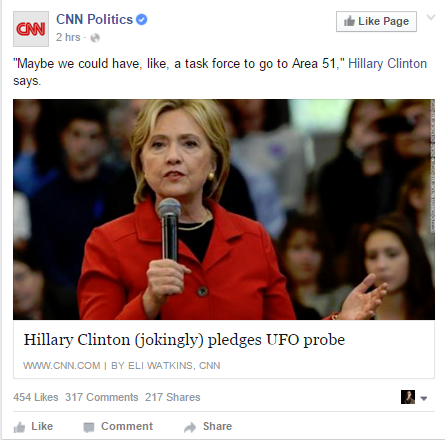 CNN
CNN Politics
Like Page
2 hrs ·
"Maybe we could have, like, a task force to go to Area 51," Hillary Clinton
says.
Hillary Clinton (jokingly) pledges UFO probe
WWW.CNN.COM | BY ELI WATKINS, CNN
454 Likes 317 Comments 217 Shares
Like Comment Share